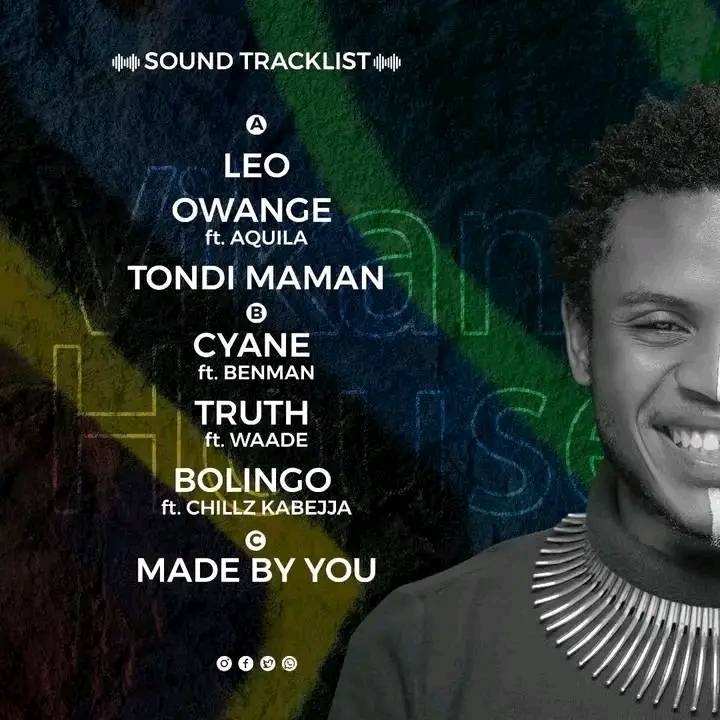 SOUND TRACKLIST
A
LEO
OWANGE
ft. AQUILA
TONDI MAMAN
B
CYANE
ft. BENMAN
TRUTH
ft. WAADE
BOLINGO
ft. CHILLZ KABEJJA
C
MADE BY YOU